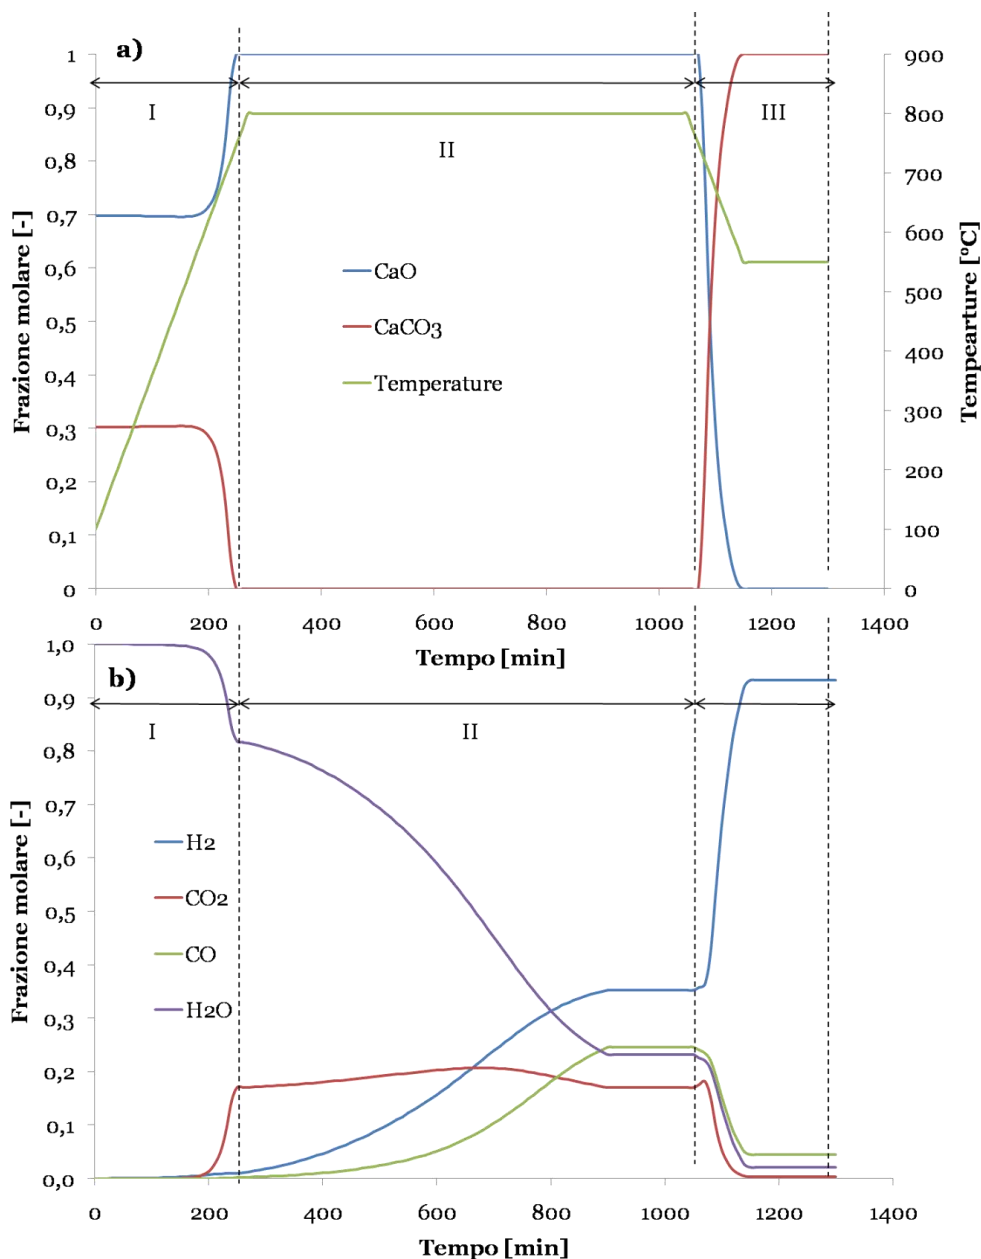 a)
1
0,9
0,8
0,7
0,6
0,5
0,4
0,3
0,2
0,1
0
Frazione molare [-]
I
II
III
CaO
CaCO3
Temperature
900
800
700
600
500
400
300
200
100
0
Tempearture [°C]
0 200 400 600 800 1000 1200 1400
Tempo [min]
b)
1,0
0,9
0,8
0,7
0,6
0,5
0,4
0,3
0,2
0,1
0,0
Frazione molare [-]
I
II
H2
CO2
CO
H2O
0 200 400 600 800 1000 1200 1400
Tempo [min]